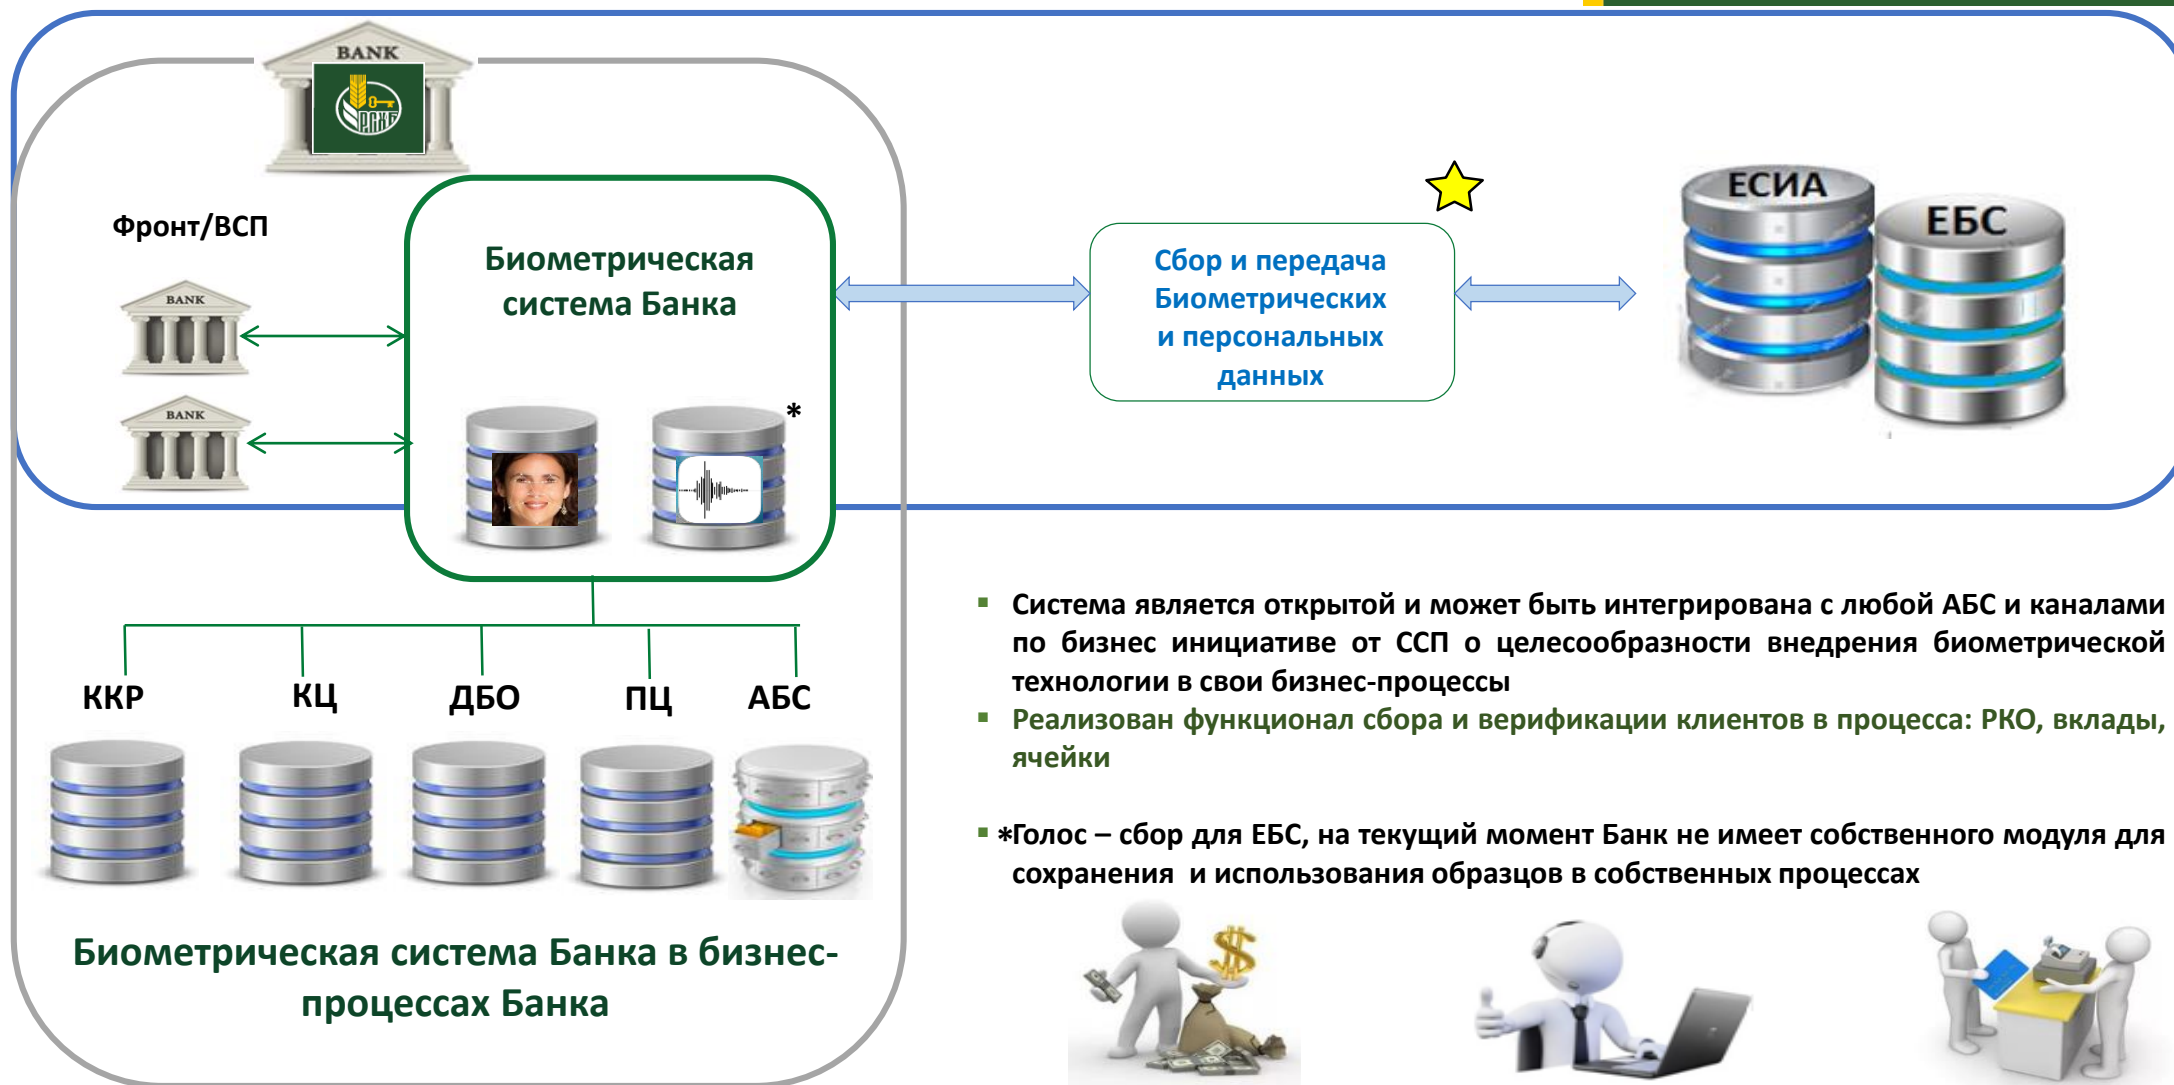 BANK
РСХБ
Фронт/ВСП
BANK
BANK
Биометрическая
система Банка
*
Сбор и передача
Биометрических
и персональных
данных
ЕСИА
ЕБС
ККР
КЦ
ДБО
ПЦ
АБС
Биометрическая система Банка в бизнес-
процессах Банка
▪ Система является открытой и может быть интегрирована с любой АБС и каналами
по бизнес инициативе от ССП о целесообразности внедрения биометрической
технологии в свои бизнес-процессы
▪ Реализован функционал сбора и верификации клиентов в процесса: РКО, вклады,
ячейки
▪ *Голос – сбор для ЕБС, на текущий момент Банк не имеет собственного модуля для
сохранения и использования образцов в собственных процессах